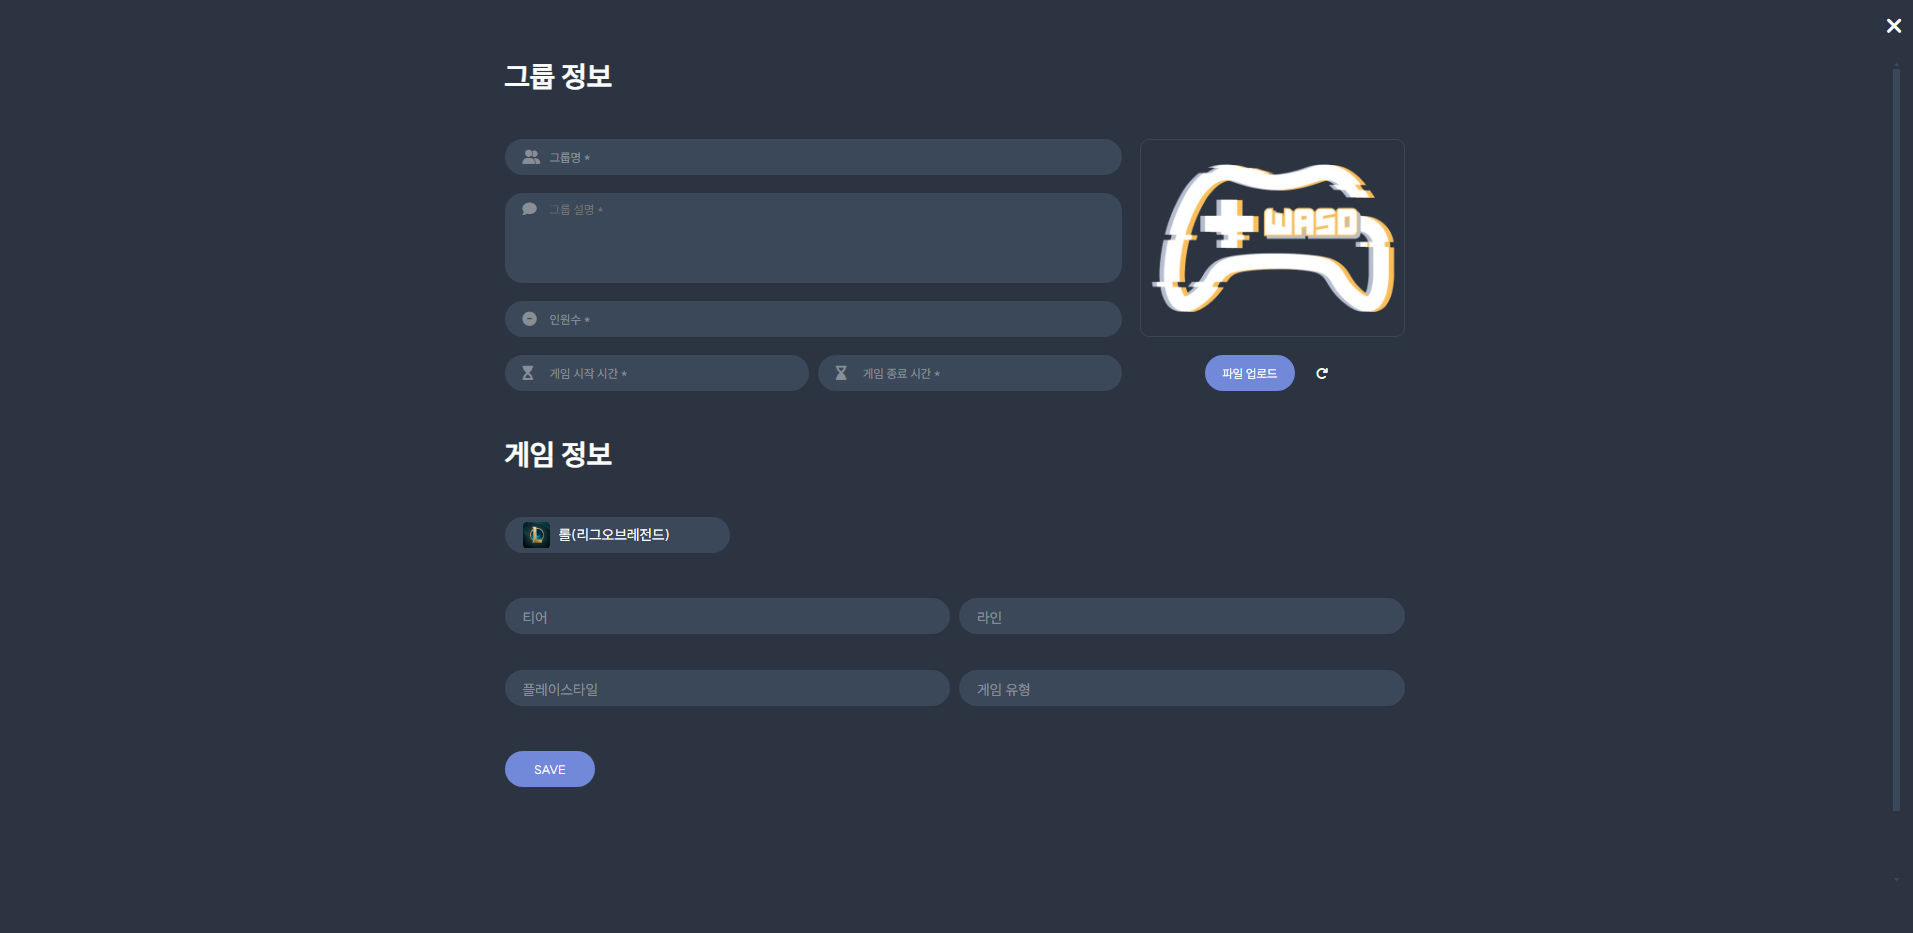 그룹 정보
그룹명 *
그룹 설명 *
인원수 *
게임 시작 시간 *
게임 종료 시간 *
WASD
파일 업로드
게임 정보
롤(리그오브레전드)
티어
라인
플레이스타일
게임 유형
SAVE